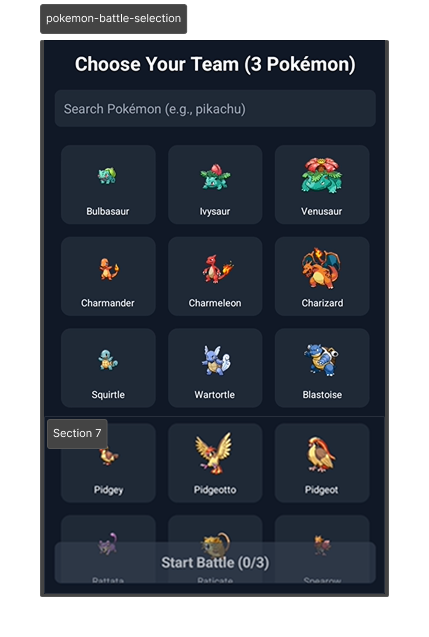 pokemon-battle-selection
Choose Your Team (3 Pokémon)
Search Pokémon (e.g., pikachu)
Bulbasaur
Ivysaur
Venusaur
Charmander
Charmeleon
Charizard
Squirtle
Wartortle
Blastoise
Section 7
Pidgey
Pidgeotto
Pidgeot
Start Battle (0/3)
Rattata
Raticate
Spearow